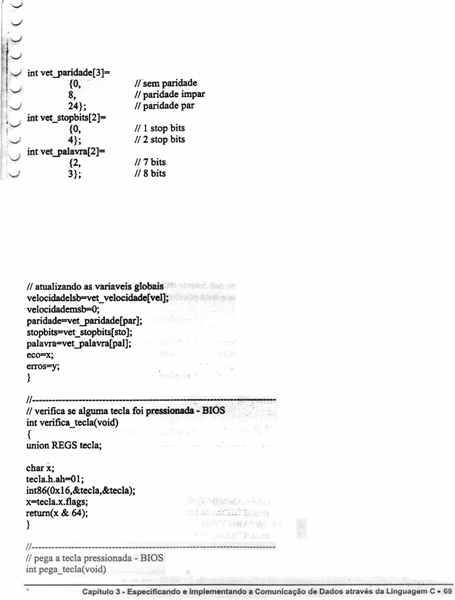 int vet_paridade[3]=
{0, // sem paridade
8, // paridade impar
24}; // paridade par
int vet_stopbits[2]=
{0, // 1 stop bits
4}; // 2 stop bits
int vet_palavra[2]=
{2, // 7 bits
3}; // 8 bits
// atualizando as variaveis globais
velocidadelsb=vet_velocidade[vel];
velocidademsb=0;
paridade=vet_paridade[par];
stopbits=vet_stopbits[sto];
palavra=vet_palavra[pal];
eco=x;
erros=y;
}
//------------------------------------------------------------
// verifica se alguma tecla foi pressionada - BIOS
int verifica_tecla(void)
{
union REGS tecla;
char x;
tecla.h.ah=01;
int86(0x16,&tecla,&tecla);
x=tecla.x.flags;
return(x & 64);
}
//------------------------------------------------------------
// pega a tecla pressionada - BIOS
int pega_tecla(void)
Capítulo 3 - Especificando e Implementando a Comunicação de Dados através da Linguagem C • 69